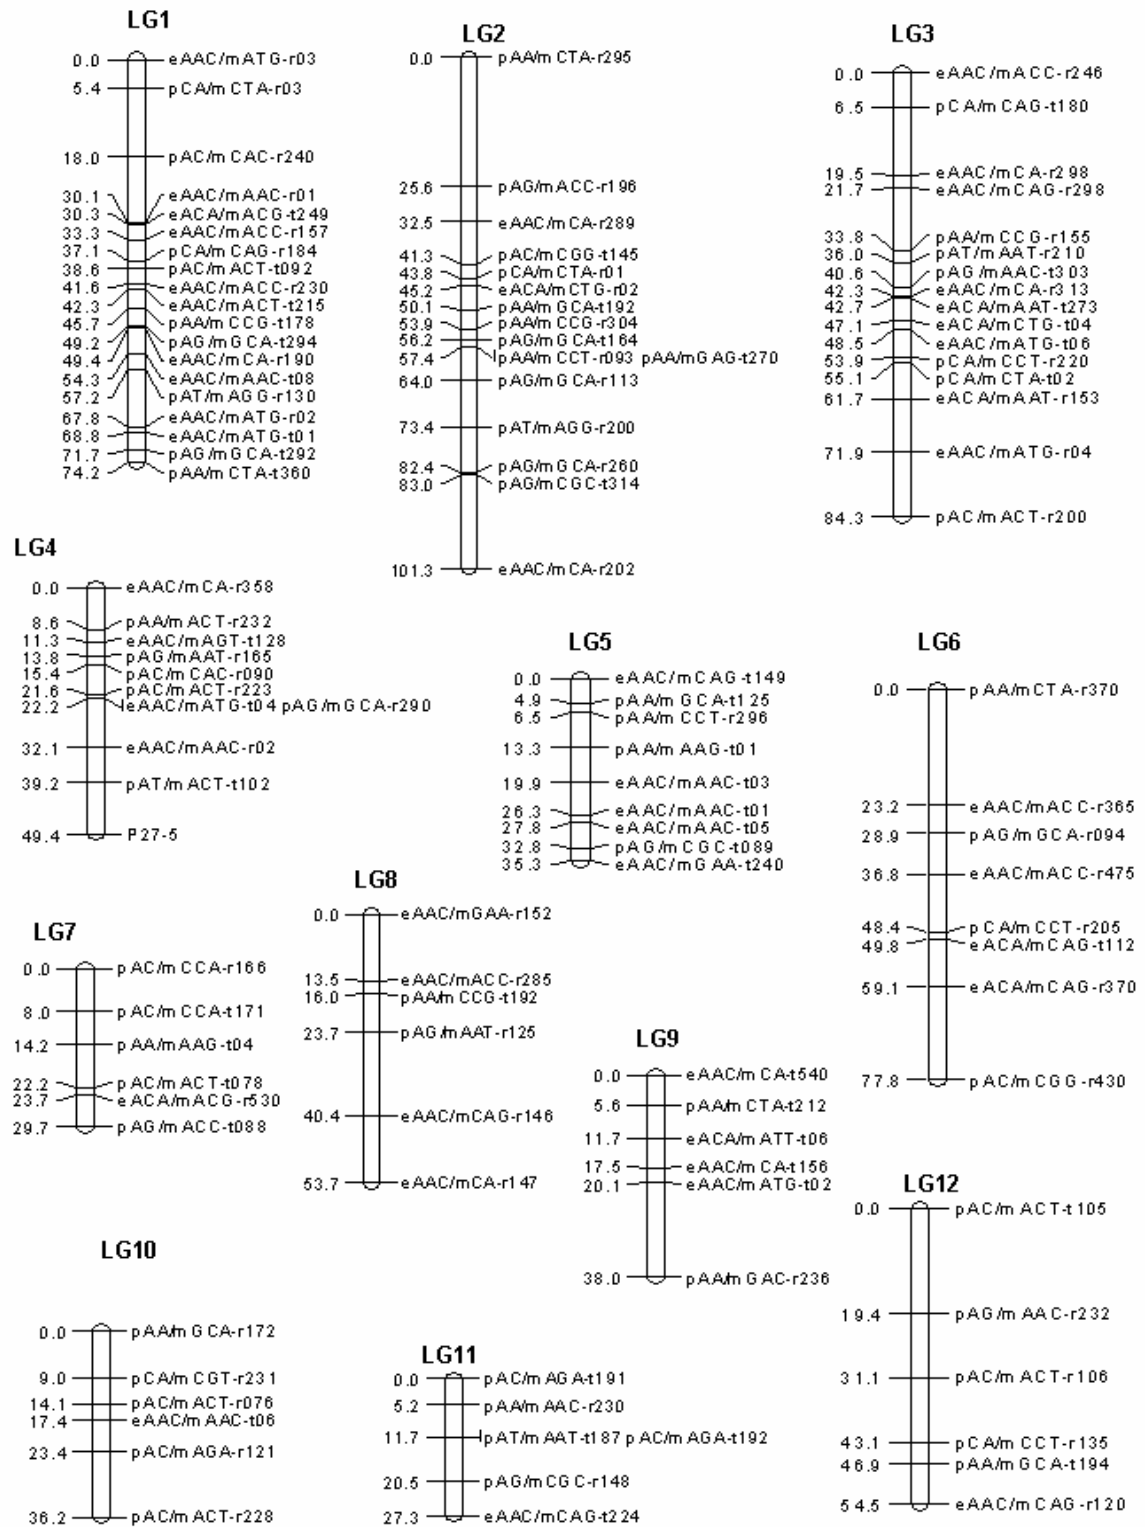 LG1
0.0 eAAC/mATG-r03
5.4 pCA/mCTA-r03
18.0 pAC/mCAC-r240
30.1 eAAC/mAAC-r01
30.3 eACA/mACG-t249
33.3 eAAC/mACC-r157
37.1 pCA/mCAG-r184
38.6 pAC/mACT-t092
41.6 eAAC/mACC-r230
42.3 eAAC/mACT-t215
45.7 pAA/mCCG-t178
49.2 pAG/mGCA-t294
49.4 eAAC/mCA-r190
54.3 eAAC/mAAC-t08
57.2 pAT/mAGG-r130
67.8 eAAC/mATG-r02
68.8 eAAC/mATG-t01
71.7 pAG/mGCA-t292
74.2 pAA/mCTA-t360
LG2
0.0 pAA/mCTA-r295
25.6 pAG/mACC-r196
32.5 eAAC/mCA-r289
41.3 pAC/mCGG-t145
43.8 pCA/mCTA-r01
45.2 eACA/mCTG-r02
50.1 pAA/mGCA-t192
53.9 pAA/mCCG-r304
56.2 pAG/mGCA-t164
57.4 pAA/mCCT-r093 pAA/mGAG-t270
64.0 pAG/mGCA-r113
73.4 pAT/mAGG-r200
82.4 pAG/mGCA-r260
83.0 pAG/mCGC-t314
101.3 eAAC/mCA-r202
LG3
0.0 eAAC/mACC-r246
6.5 pCA/mCAG-t180
19.5 eAAC/mCA-r298
21.7 eAAC/mCAG-r298
33.8 pAA/mCCG-r155
36.0 pAT/mAAT-r210
40.6 pAG/mAAC-t303
42.3 eAAC/mCA-r313
42.7 eACA/mAAT-t273
47.1 eACA/mCTG-t04
48.5 eAAC/mATG-t06
53.9 pCA/mCCT-r220
55.1 pCA/mCTA-t02
61.7 eACA/mAAT-r153
71.9 eAAC/mATG-r04
84.3 pAC/mACT-r200
LG4
0.0 eAAC/mCA-r358
8.6 pAA/mACT-r232
11.3 eAAC/mAGT-t128
13.8 pAG/mAAT-r165
15.4 pAC/mCAC-r090
21.6 pAC/mACT-r223
22.2 eAAC/mATG-t04 pAG/mGCA-r290
32.1 eAAC/mAAC-r02
39.2 pAT/mACT-t102
49.4 P27-5
LG5
0.0 eAAC/mCAG-t149
4.9 pAA/mGCA-t125
6.5 pAA/mCCT-r296
13.3 pAA/mAAG-t01
19.9 eAAC/mAAC-t03
26.3 eAAC/mAAC-t01
27.8 eAAC/mAAC-t05
32.8 pAG/mCGC-t089
35.3 eAAC/mGAA-t240
LG6
0.0 pAA/mCTA-r370
23.2 eAAC/mACC-r365
28.9 pAG/mGCA-r094
36.8 eAAC/mACC-r475
48.4 pCA/mCCT-r205
49.8 eACA/mCAG-t112
59.1 eACA/mCAG-r370
77.8 pAC/mCGG-r430
LG7
0.0 pAC/mCCA-r166
8.0 pAC/mCCA-t171
14.2 pAA/mAAG-t04
22.2 pAC/mACT-t078
23.7 eACA/mACG-r530
29.7 pAG/mACC-t088
LG8
0.0 eAAC/mGAA-r152
13.5 eAAC/mACC-r285
16.0 pAA/mCCG-t192
23.7 pAG/mAAT-r125
40.4 eAAC/mCAG-r146
53.7 eAAC/mCA-r147
LG9
0.0 eAAC/mCA-t540
5.6 pAA/mCTA-t212
11.7 eACA/mATT-t06
17.5 eAAC/mCA-t156
20.1 eAAC/mATG-t02
38.0 pAA/mGAC-r236
LG10
0.0 pAA/mGCA-r172
9.0 pCA/mCGT-r231
14.1 pAC/mACT-r076
17.4 eAAC/mAAC-t06
23.4 pAC/mAGA-r121
36.2 pAC/mACT-r228
LG11
0.0 pAC/mAGA-t191
5.2 pAA/mAAC-r230
11.7 pAT/mAAT-t187 pAC/mAGA-t192
20.5 pAG/mCGC-r148
27.3 eAAC/mCAG-t224
LG12
0.0 pAC/mACT-t105
19.4 pAG/mAAC-r232
31.1 pAC/mACT-r106
43.1 pCA/mCCT-r135
46.9 pAA/mGCA-t194
54.5 eAAC/mCAG-r120